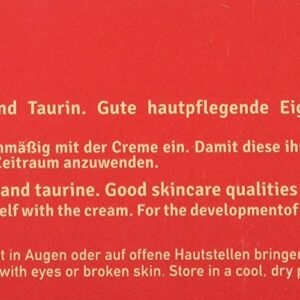 nd Taurin. Gute hautpflegende Eig
nmäßig mit der Creme ein. Damit diese ih
Zeitraum anzuwenden.
and taurine. Good skincare qualities
elf with the cream. For the developmentof
t in Augen oder auf offene Hautstellen bringen
with eyes or broken skin. Store in a cool, dry p